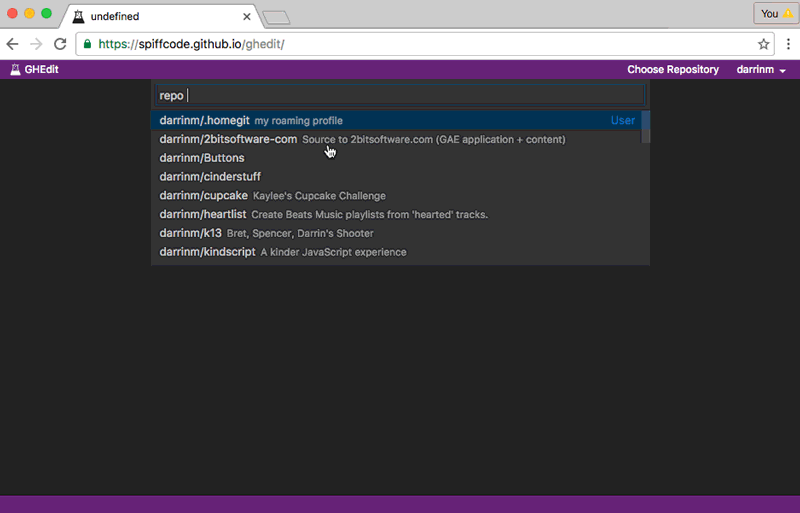 undefined
You
https://spiffcode.github.io/ghedit/
GHEdit Choose Repository darrinm
repo
darrinm/.homegit my roaming profile User
darrinm/2bitsoftware-com Source to 2bitsoftware.com (GAE application + content)
darrinm/Buttons
darrinm/cinderstuff
darrinm/cupcake Kaylee's Cupcake Challenge
darrinm/heartlist Create Beats Music playlists from 'hearted' tracks.
darrinm/k13 Bret, Spencer, Darrin's Shooter
darrinm/kindscript A kinder JavaScript experience